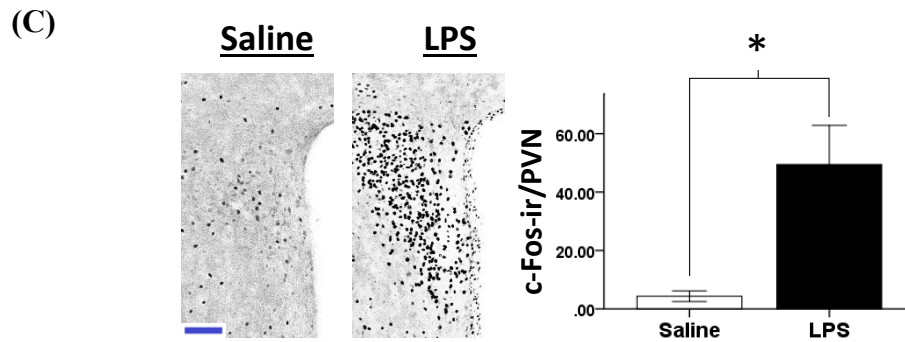 (C)
Saline LPS
*
c-Fos-ir/PVN
60.00
40.00
20.00
.00
Saline LPS